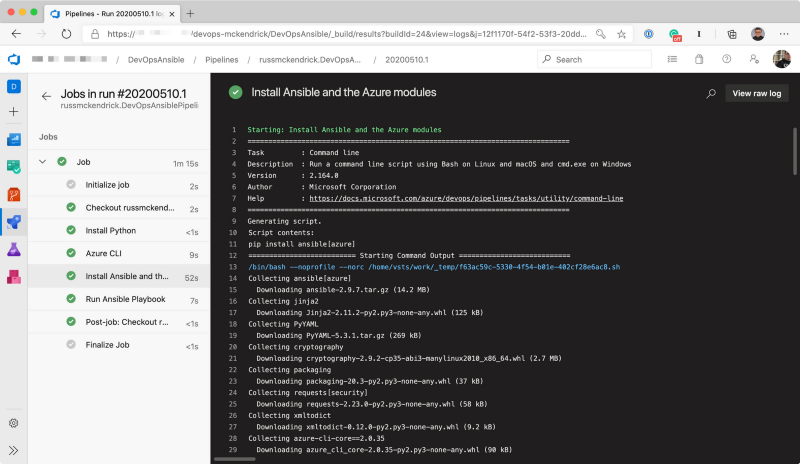 Pipelines - Run 20200510.1 log
https://
/devops-mckendrick/DevOpsAnsible/_build/results?buildId=24&view=logs&j=12f1170f-54f2-53f3-20dd...
/ DevOpsAnsible / Pipelines / russmckendrick.DevOpsA... / 20200510.1
Search
D
Jobs in run #20200510.1
russmckendrick.DevOpsAnsiblePipeli
Jobs
Job 1m 15s
Initialize job 2s
Checkout russmckend... 2s
Install Python <1s
Azure CLI 9s
Install Ansible and th... 52s
Run Ansible Playbook 7s
Post-job: Checkout r... <1s
Finalize Job <1s
Install Ansible and the Azure modules
View raw log
1 Starting: Install Ansible and the Azure modules
2 ==============================================================================
3 Task : Command line
4 Description : Run a command line script using Bash on Linux and macOS and cmd.exe on Windows
5 Version : 2.164.0
6 Author : Microsoft Corporation
7 Help : https://docs.microsoft.com/azure/devops/pipelines/tasks/utility/command-line
8 ==============================================================================
9 Generating script.
10 Script contents:
11 pip install ansible[azure]
12 ========================== Starting Command Output ===========================
13 /bin/bash --noprofile --norc /home/vsts/work/_temp/f63ac59c-5330-4f54-b01e-402cf28e6ac8.sh
14 Collecting ansible[azure]
15 Downloading ansible-2.9.7.tar.gz (14.2 MB)
16 Collecting jinja2
17 Downloading Jinja2-2.11.2-py2.py3-none-any.whl (125 kB)
18 Collecting PyYAML
19 Downloading PyYAML-5.3.1.tar.gz (269 kB)
20 Collecting cryptography
21 Downloading cryptography-2.9.2-cp35-abi3-manylinux2010_x86_64.whl (2.7 MB)
22 Collecting packaging
23 Downloading packaging-20.3-py2.py3-none-any.whl (37 kB)
24 Collecting requests[security]
25 Downloading requests-2.23.0-py2.py3-none-any.whl (58 kB)
26 Collecting xmltodict
27 Downloading xmltodict-0.12.0-py2.py3-none-any.whl (9.2 kB)
28 Collecting azure-cli-core==2.0.35
29 Downloading azure_cli_core-2.0.35-py2.py3-none-any.whl (90 kB)